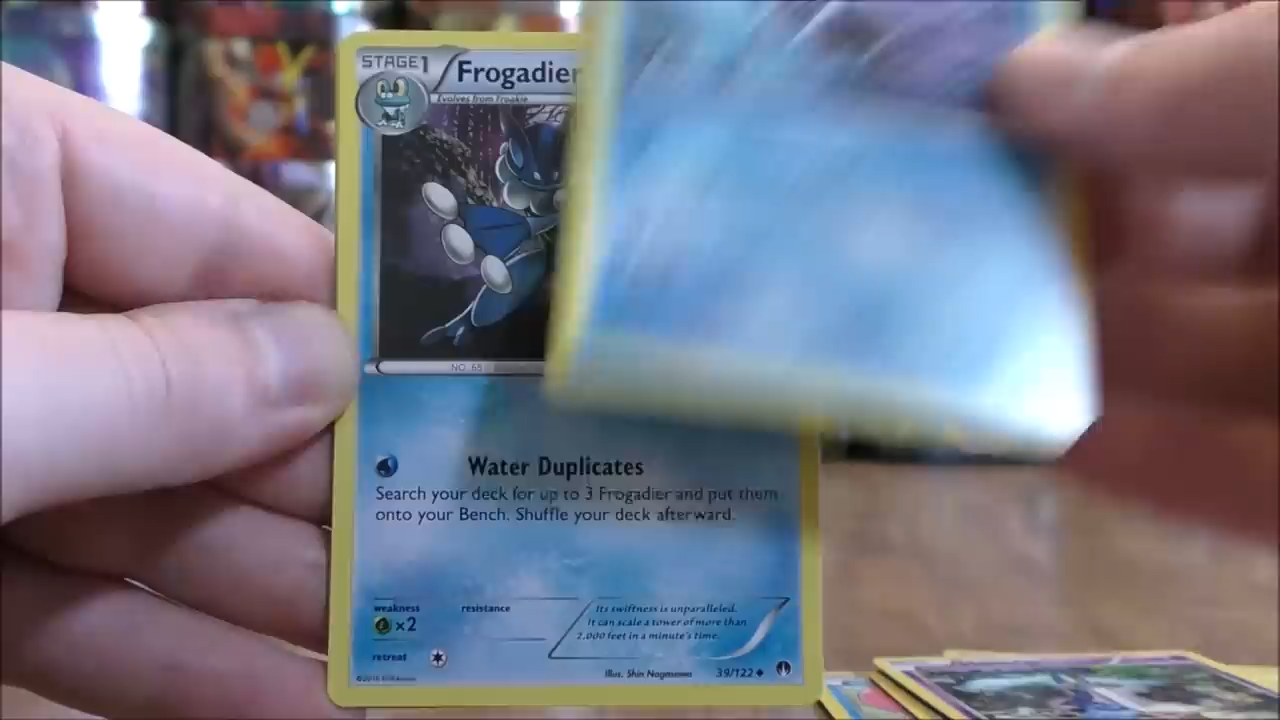 STAGE 1
Frogadier
Evolves from Froakie
NO. 65
Water Duplicates
Search your deck for up to 3 Frogadier and put them
onto your Bench. Shuffle your deck afterward.
weakness
resistance
×2
Its swiftness is unparalleled.
It can scale a tower of more than
2,000 feet in a minute's time.
retreat
Illus. Shin Nagasawa
39/122